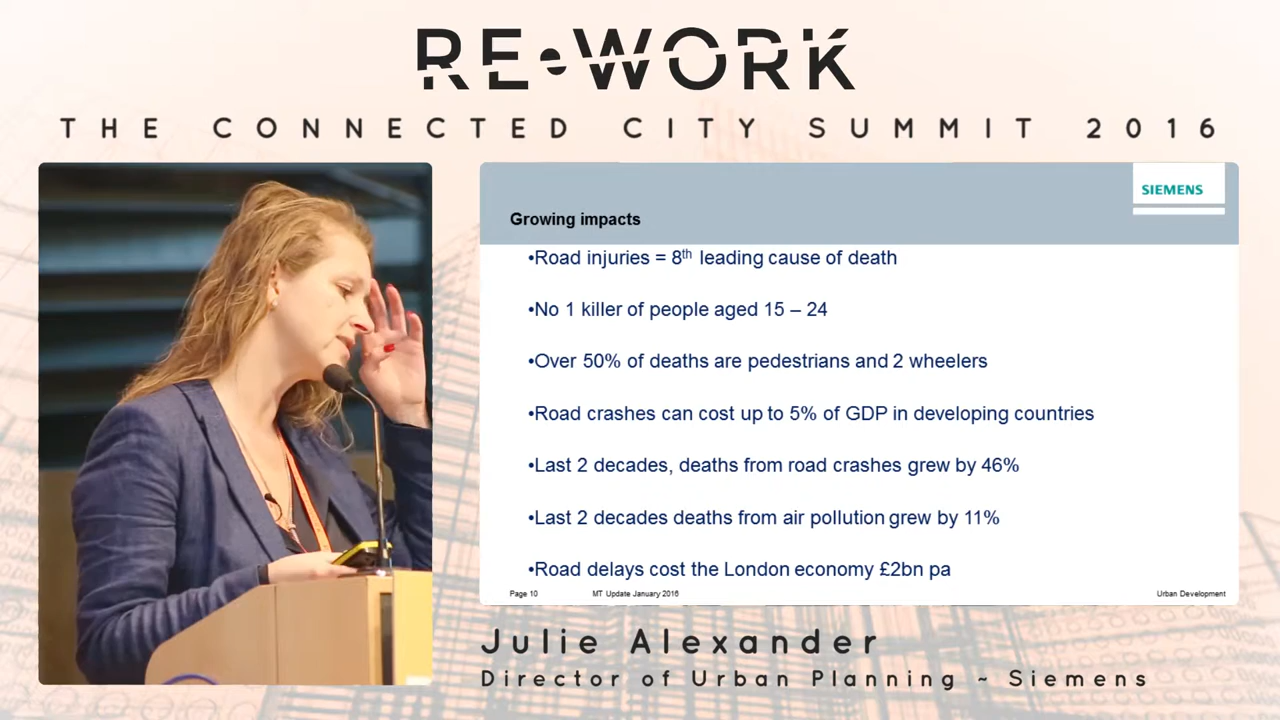 RE•WORK
THE CONNECTED CITY SUMMIT 2016
SIEMENS
Growing impacts
•Road injuries = 8th leading cause of death
•No 1 killer of people aged 15 – 24
•Over 50% of deaths are pedestrians and 2 wheelers
•Road crashes can cost up to 5% of GDP in developing countries
•Last 2 decades, deaths from road crashes grew by 46%
•Last 2 decades deaths from air pollution grew by 11%
•Road delays cost the London economy £2bn pa
Page 10 MT Update January 2016 Urban Development
Julie Alexander
Director of Urban Planning ~ Siemens